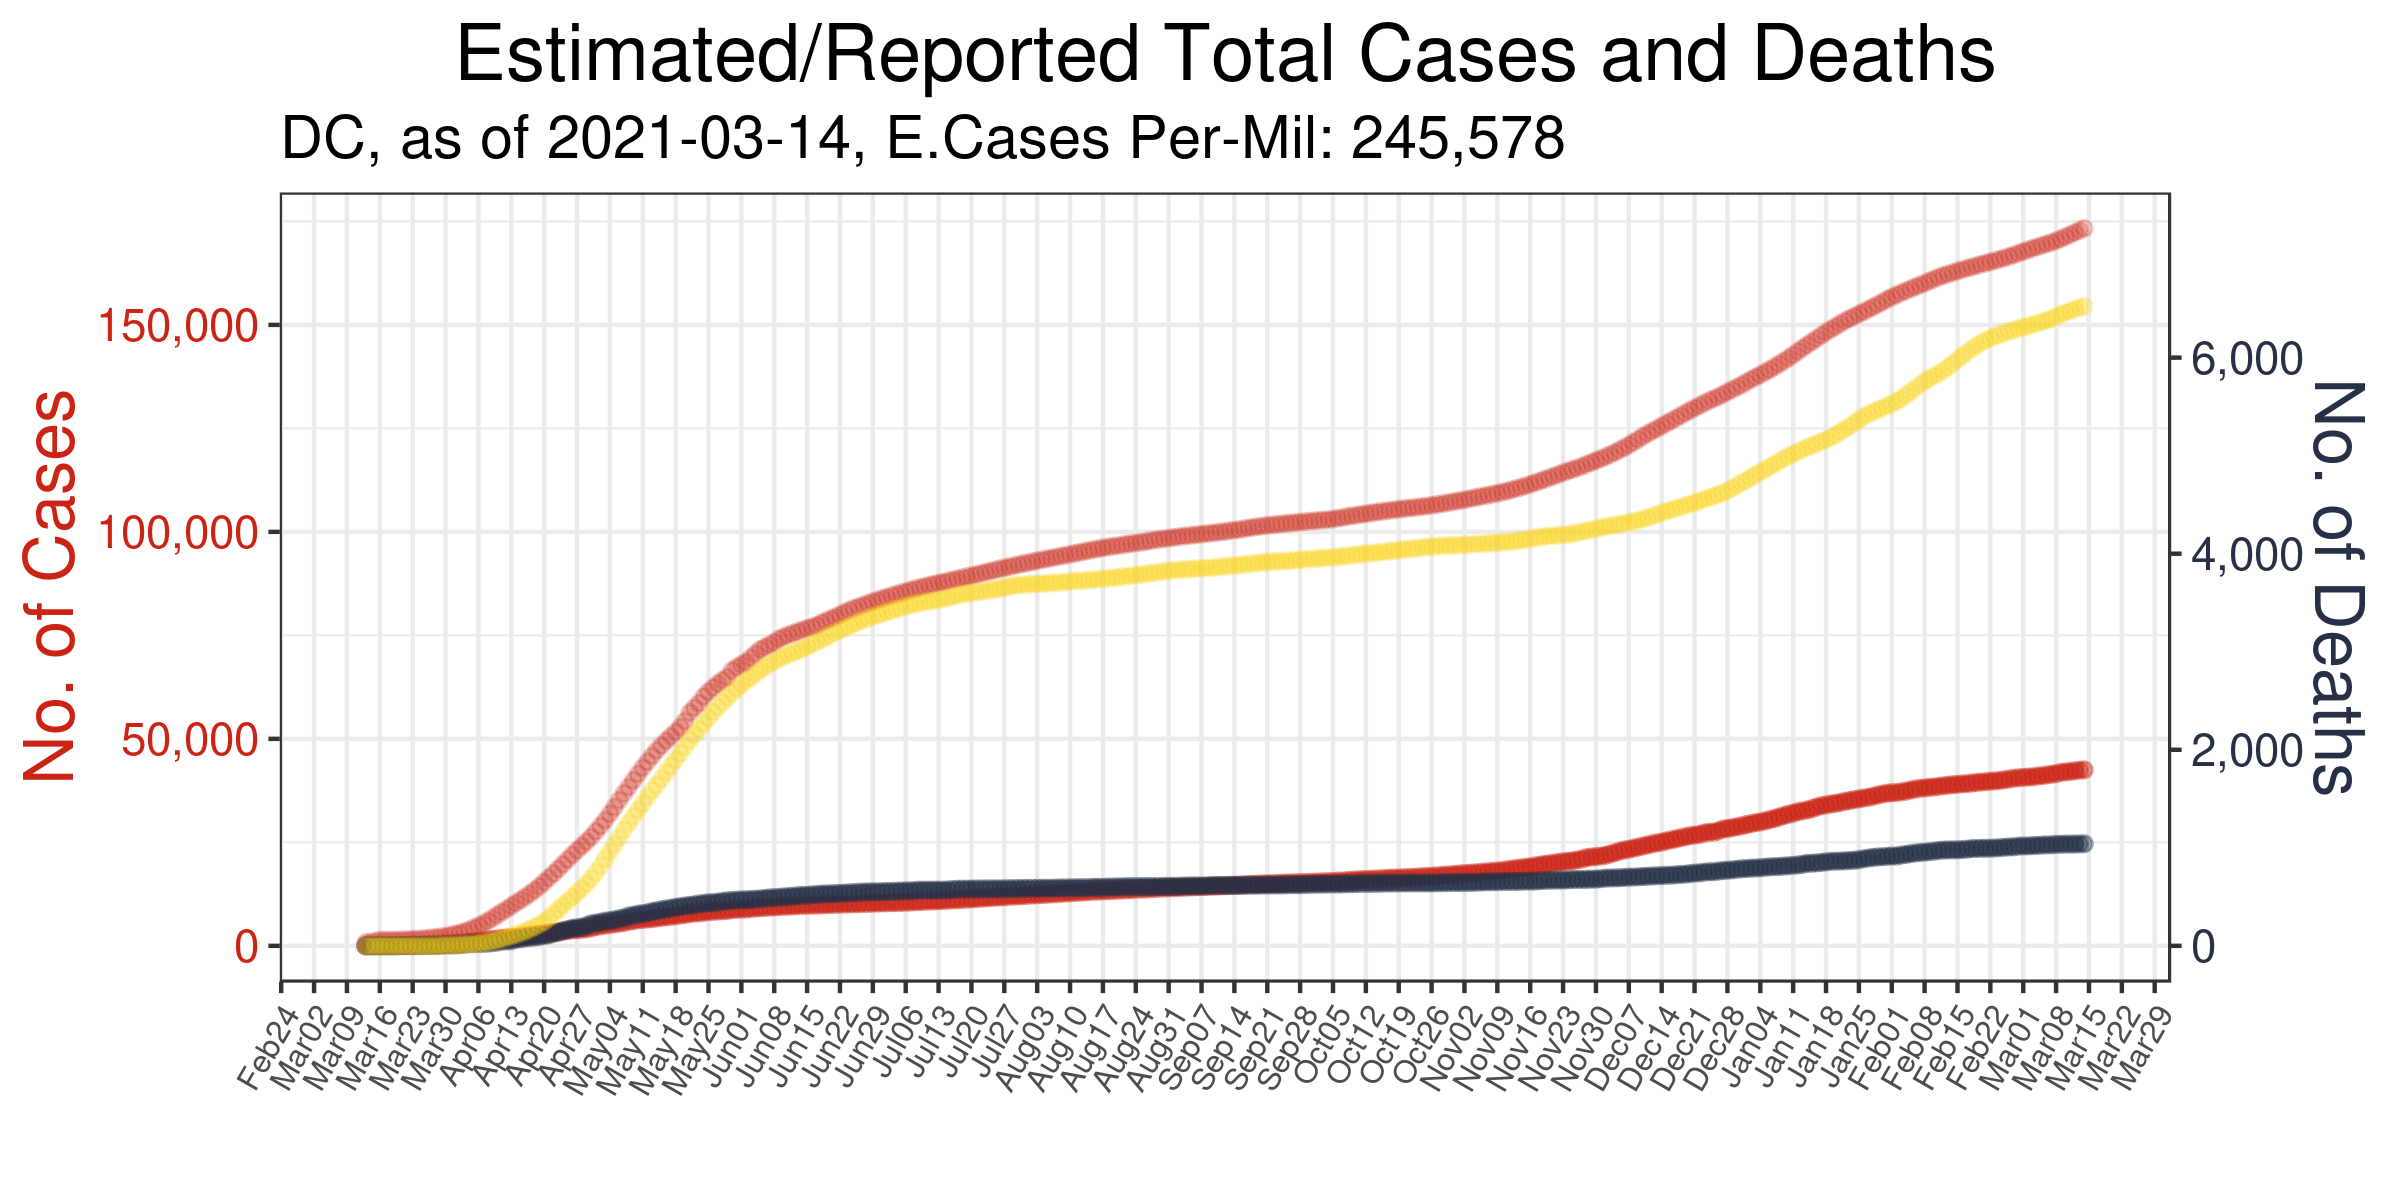 Estimated/Reported Total Cases and Deaths
DC, as of 2021-03-14, E.Cases Per-Mil: 245,578
No. of Cases
150,000
100,000
50,000
0
No. of Deaths
6,000
4,000
2,000
0
Feb24
Mar02
Mar09
Mar16
Mar23
Mar30
Apr06
Apr13
Apr20
Apr27
May04
May11
May18
May25
Jun01
Jun08
Jun15
Jun22
Jun29
Jul06
Jul13
Jul20
Jul27
Aug03
Aug10
Aug17
Aug24
Aug31
Sep07
Sep14
Sep21
Sep28
Oct05
Oct12
Oct19
Oct26
Nov02
Nov09
Nov16
Nov23
Nov30
Dec07
Dec14
Dec21
Dec28
Jan04
Jan11
Jan18
Jan25
Feb01
Feb08
Feb15
Feb22
Mar01
Mar08
Mar15
Mar22
Mar29